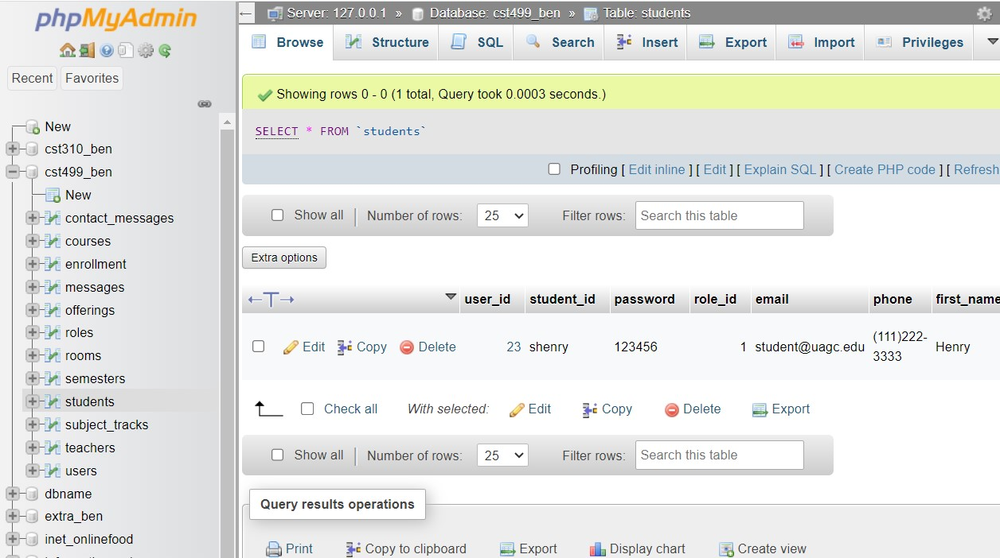 phpMyAdmin
Recent Favorites
New
cst310_ben
cst499_ben
New
contact_messages
courses
enrollment
messages
offerings
roles
rooms
semesters
students
subject_tracks
teachers
users
dbname
extra_ben
inet_onlinefood
Server: 127.0.0.1 » Database: cst499_ben » Table: students
Browse Structure SQL Search Insert Export Import Privileges
Showing rows 0 - 0 (1 total, Query took 0.0003 seconds.)
SELECT * FROM `students`
Profiling [ Edit inline ] [ Edit ] [ Explain SQL ] [ Create PHP code ] [ Refresh
Show all | Number of rows: 25 Filter rows: Search this table
Extra options
←T→ user_id student_id password role_id email phone first_name
Edit Copy Delete 23 shenry 123456 1 student@uagc.edu (111)222-
3333 Henry
Check all With selected: Edit Copy Delete Export
Show all | Number of rows: 25 Filter rows: Search this table
Query results operations
Print Copy to clipboard Export Display chart Create view